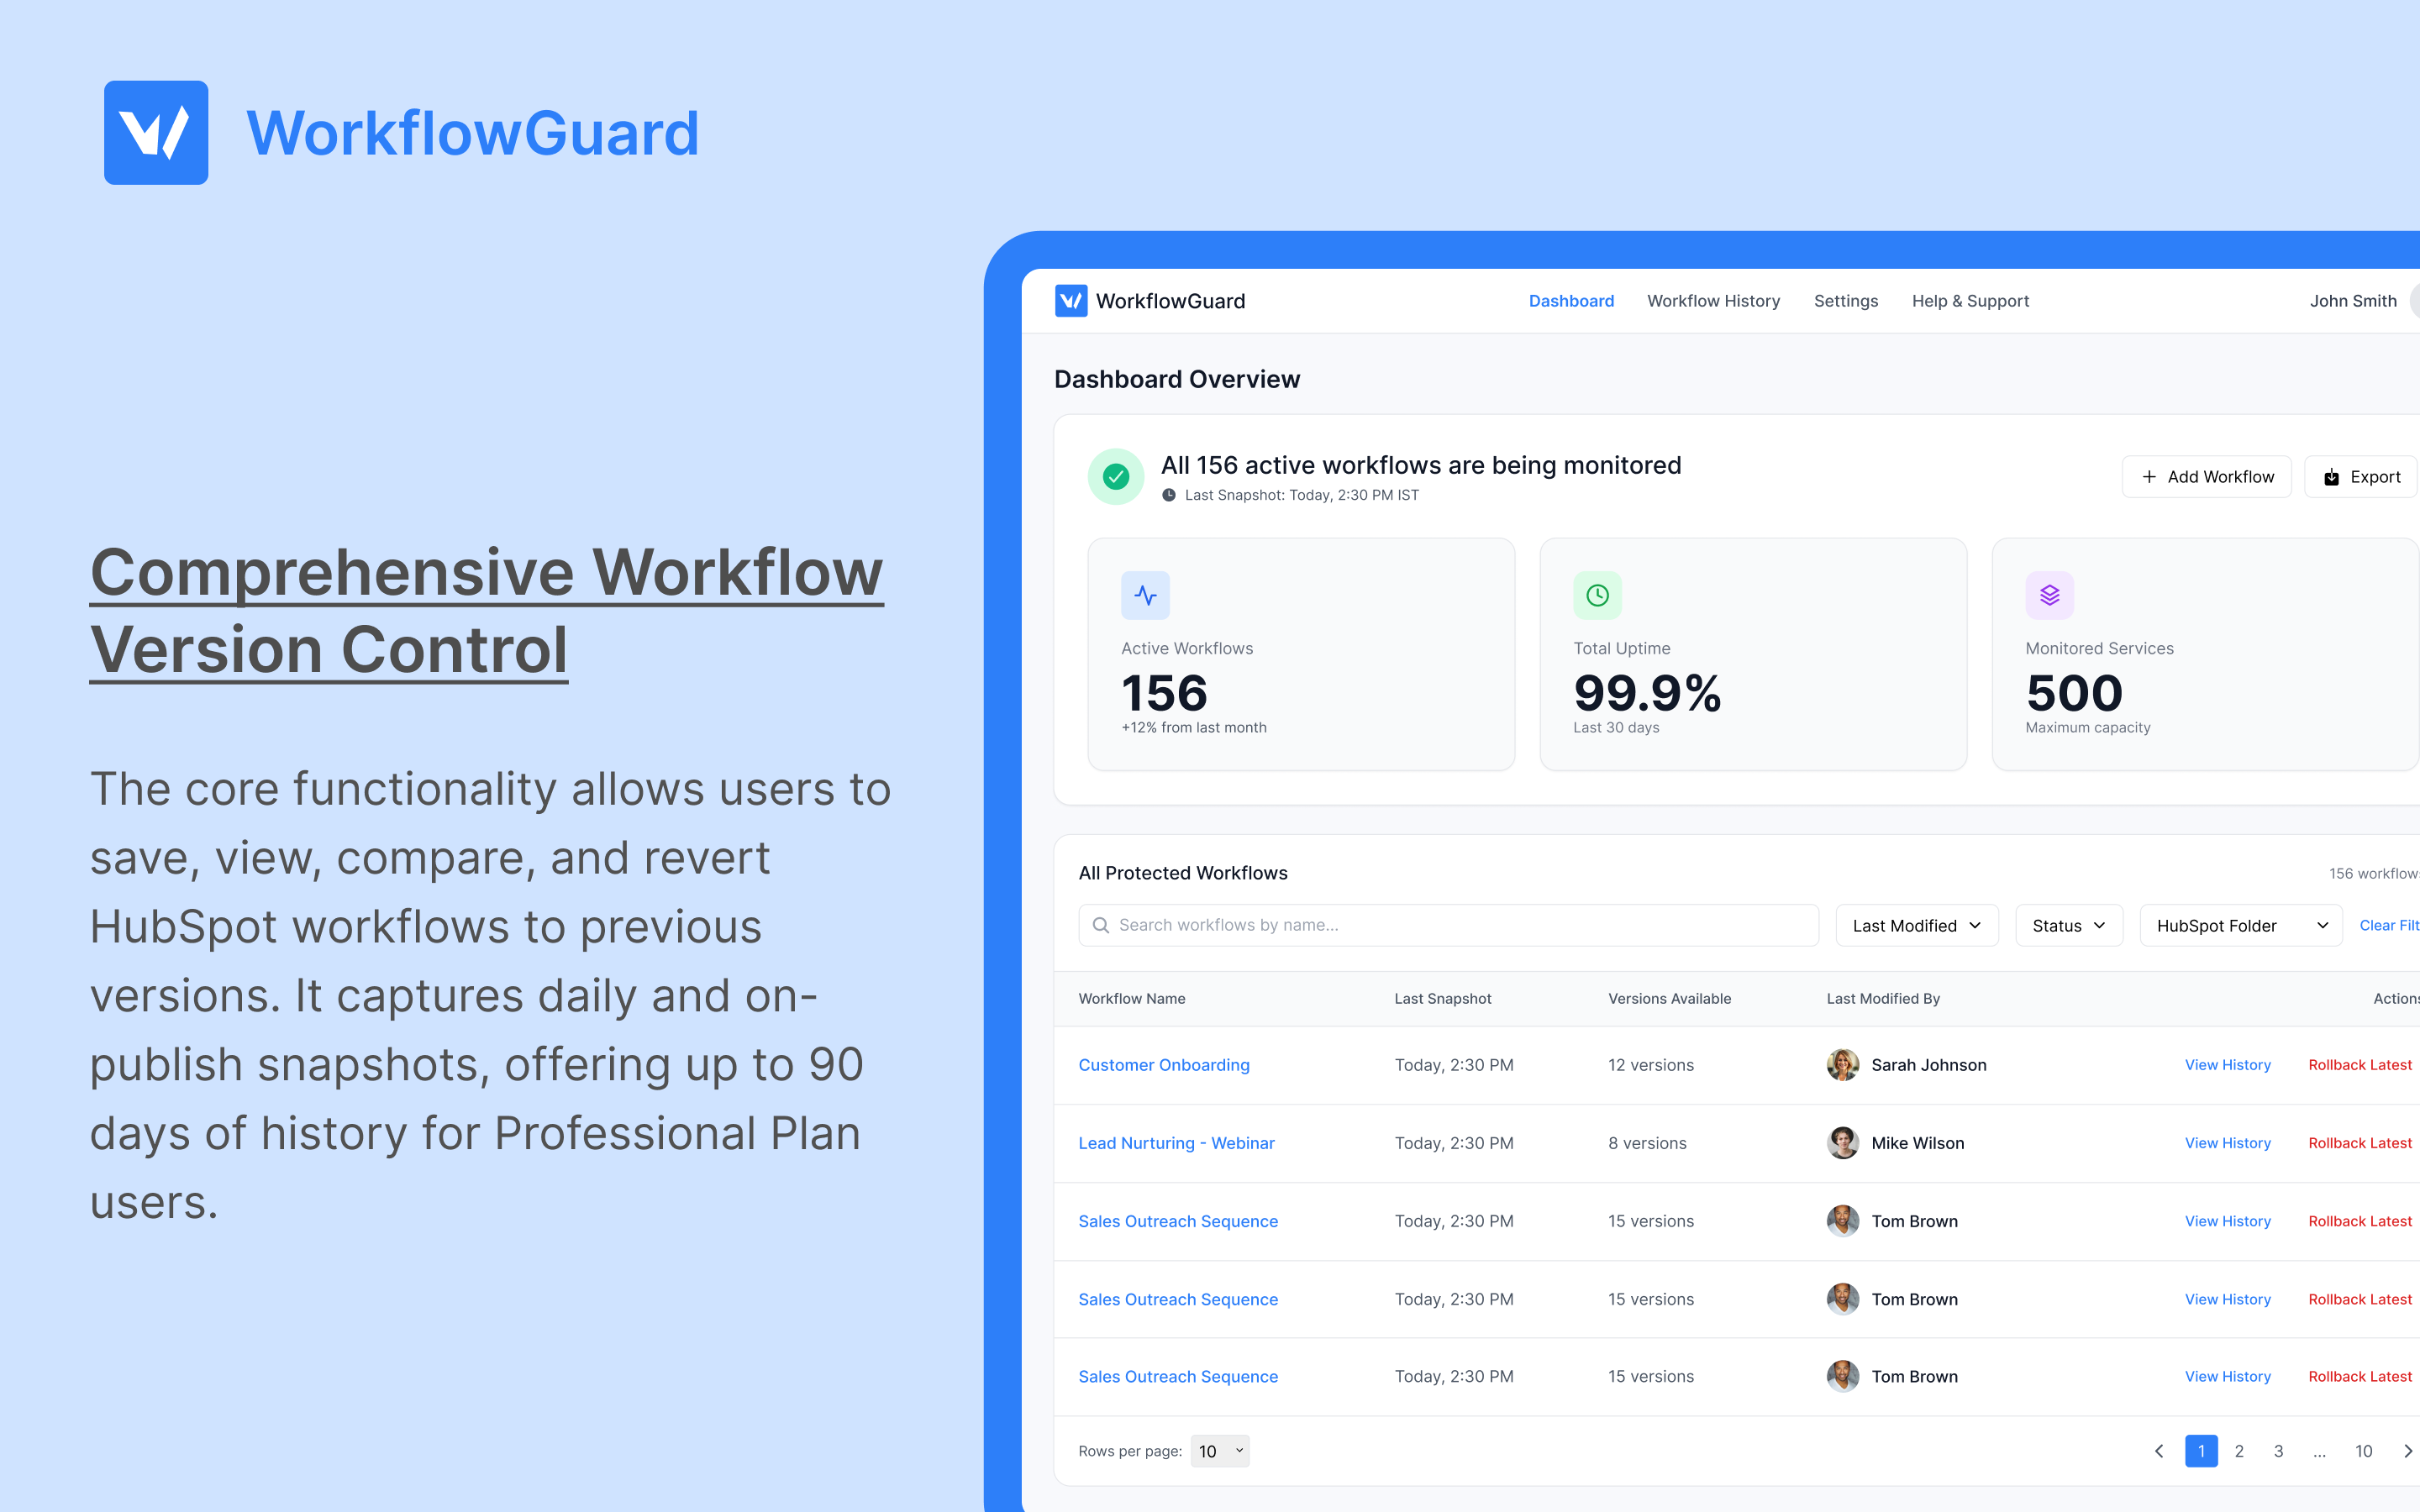 WorkflowGuard
Comprehensive Workflow
Version Control
The core functionality allows users to
save, view, compare, and revert
HubSpot workflows to previous
versions. It captures daily and on-
publish snapshots, offering up to 90
days of history for Professional Plan
users.
WorkflowGuard
Dashboard
Workflow History
Settings
Help & Support
John Smith
Dashboard Overview
All 156 active workflows are being monitored
Last Snapshot: Today, 2:30 PM IST
Add Workflow
Export
Active Workflows
156
+12% from last month
Total Uptime
99.9%
Last 30 days
Monitored Services
500
Maximum capacity
All Protected Workflows
156 workflows
Search workflows by name...
Last Modified
Status
HubSpot Folder
Clear Filt
Workflow Name Last Snapshot Versions Available Last Modified By Actions
Customer Onboarding Today, 2:30 PM 12 versions Sarah Johnson View History Rollback Latest
Lead Nurturing - Webinar Today, 2:30 PM 8 versions Mike Wilson View History Rollback Latest
Sales Outreach Sequence Today, 2:30 PM 15 versions Tom Brown View History Rollback Latest
Sales Outreach Sequence Today, 2:30 PM 15 versions Tom Brown View History Rollback Latest
Sales Outreach Sequence Today, 2:30 PM 15 versions Tom Brown View History Rollback Latest
Rows per page: 10
1 2 3 ... 10